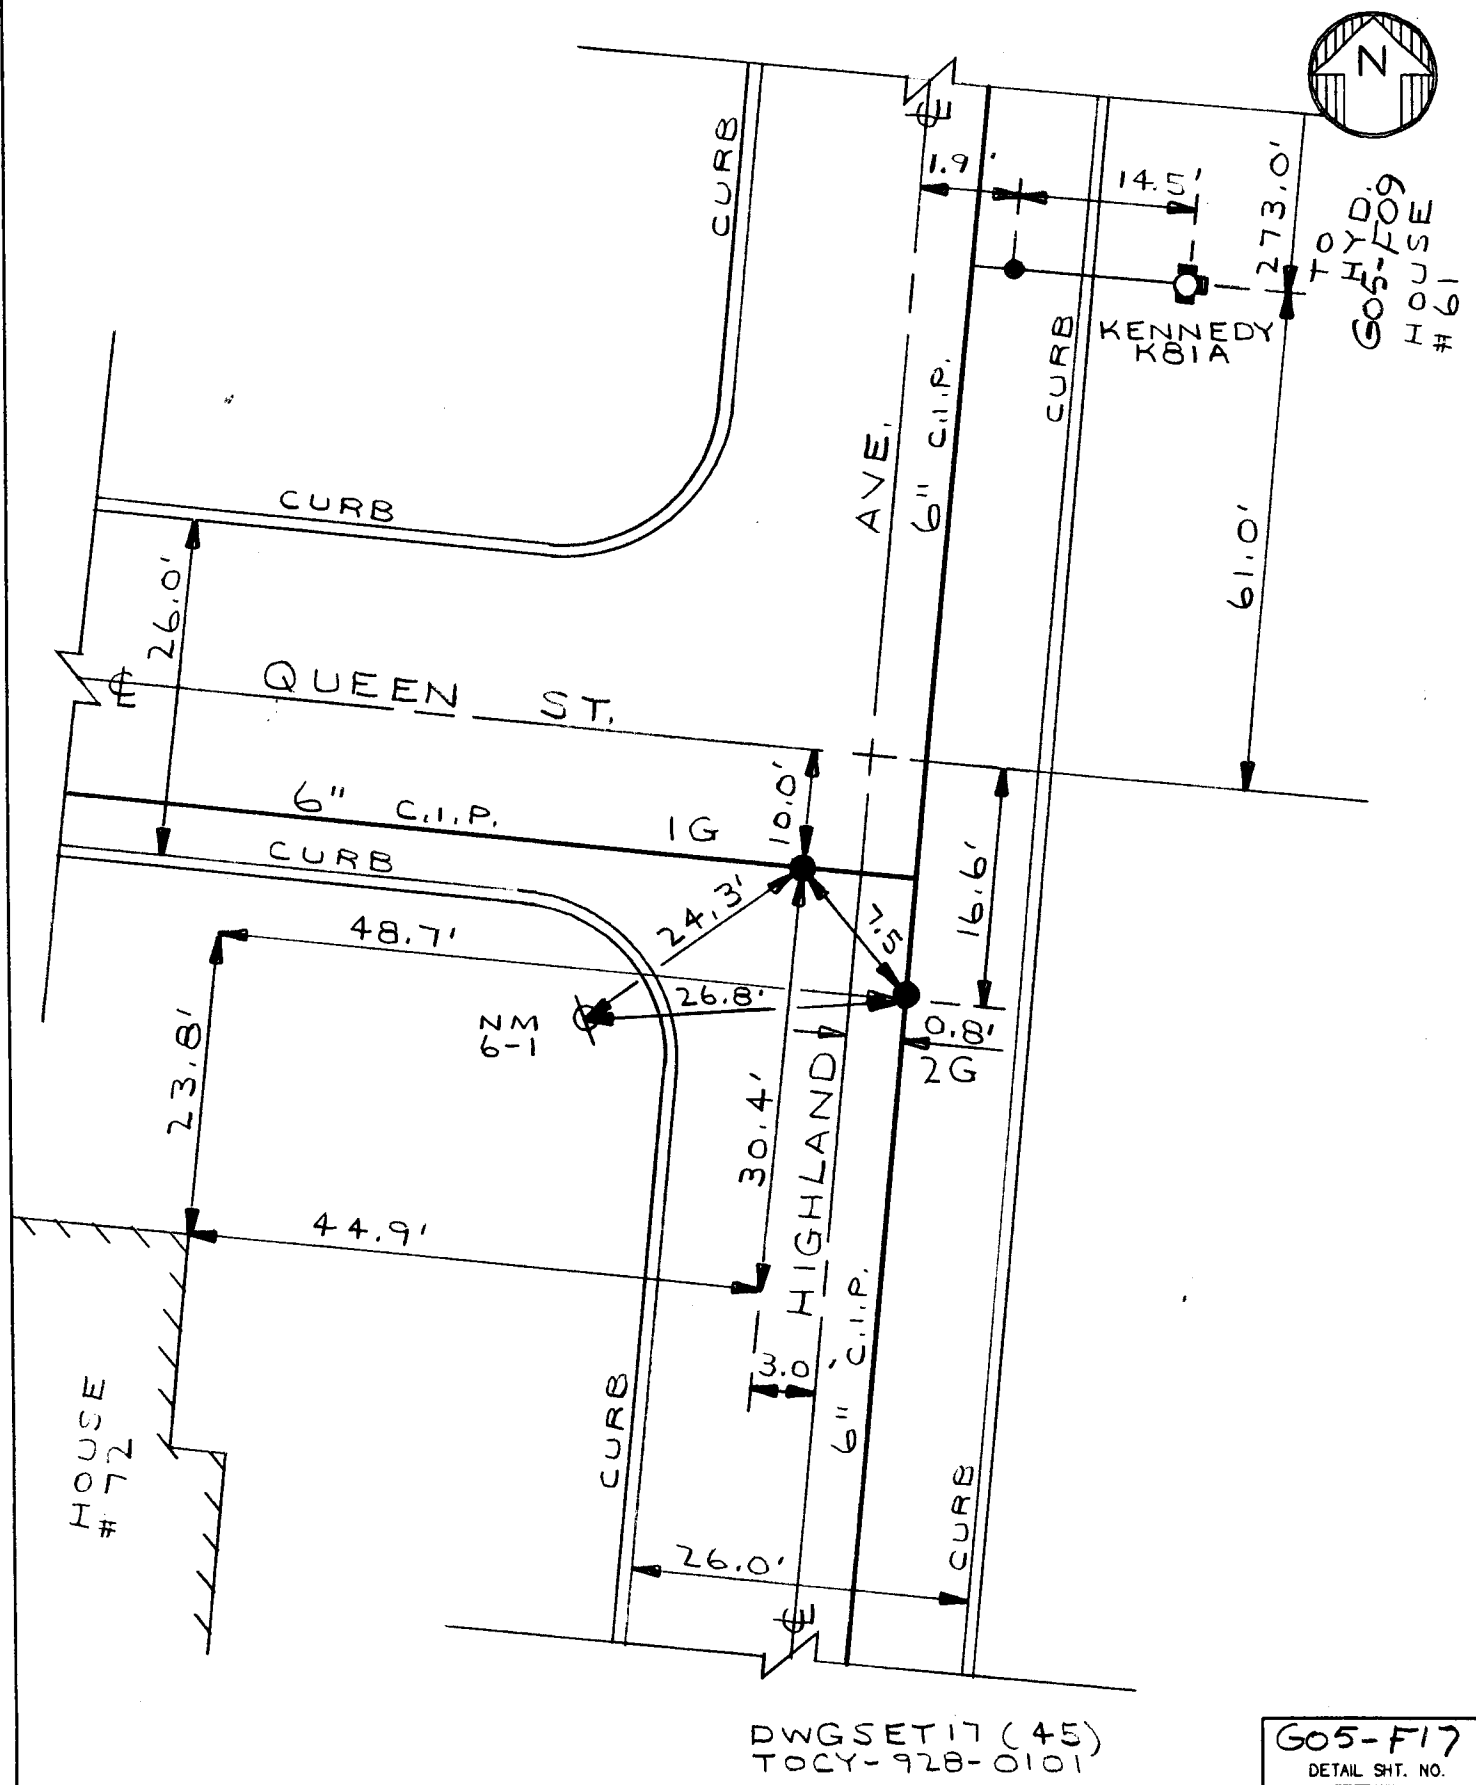 N
CURB
℄
1.9'
14.5'
273.0'
TO
HYD.
G05-F09
HOUSE
#61
KENNEDY
K81A
CURB
6" C.I.P.
AVE.
CURB
26.0'
61.0'
℄
QUEEN ST.
10.0'
6" C.I.P.
1G
CURB
24.3'
7.5
16.6'
48.7'
26.8'
NM
6-1
0.8'
2G
23.8'
30.4'
HIGHLAND
44.9'
3.0'
6" C.I.P.
HOUSE
#72
CURB
CURB
26.0'
℄
DWGSET17 (45)
TOCY-928-0101
G05-F17
DETAIL SHT. NO.